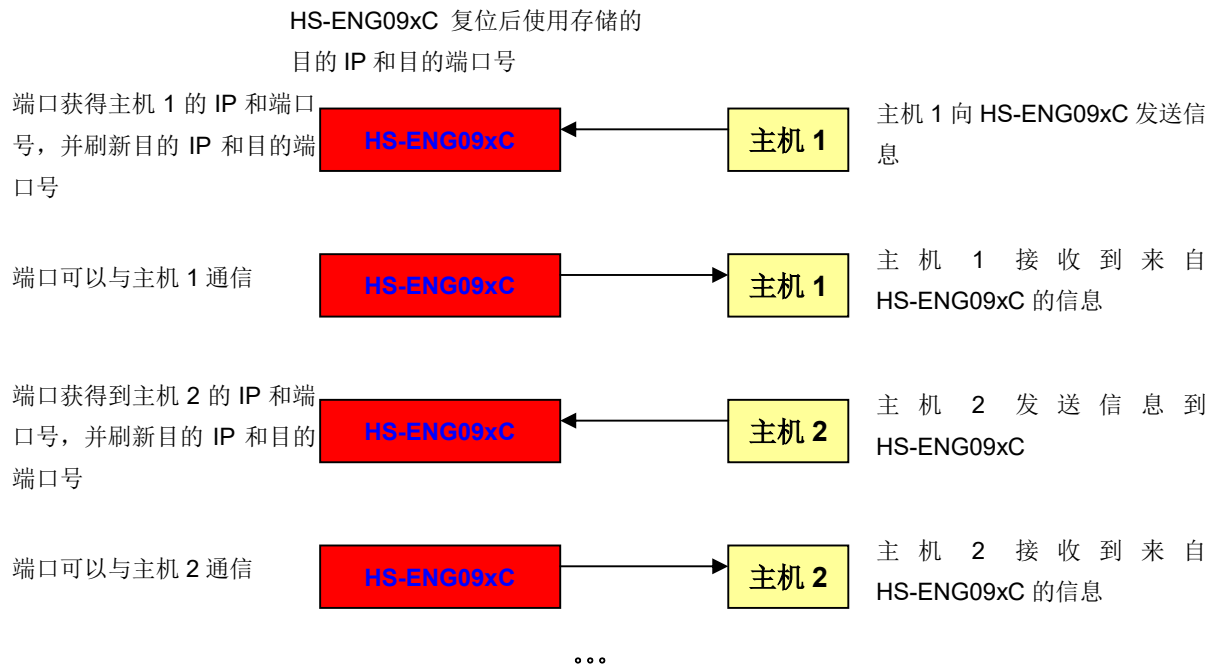 HS-ENG09xC 复位后使用存储的
目的 IP 和目的端口号
端口获得主机 1 的 IP 和端口
号，并刷新目的 IP 和目的端
口号
HS-ENG09xC
主机 1
主机 1 向 HS-ENG09xC 发送信
息
端口可以与主机 1 通信
HS-ENG09xC
主机 1
主机 1 接收到来自
HS-ENG09xC 的信息
端口获得到主机 2 的 IP 和端
口号，并刷新目的 IP 和目的
端口号
HS-ENG09xC
主机 2
主机 2 发送信息到
HS-ENG09xC
端口可以与主机 2 通信
HS-ENG09xC
主机 2
主机 2 接收到来自
HS-ENG09xC 的信息
。。。